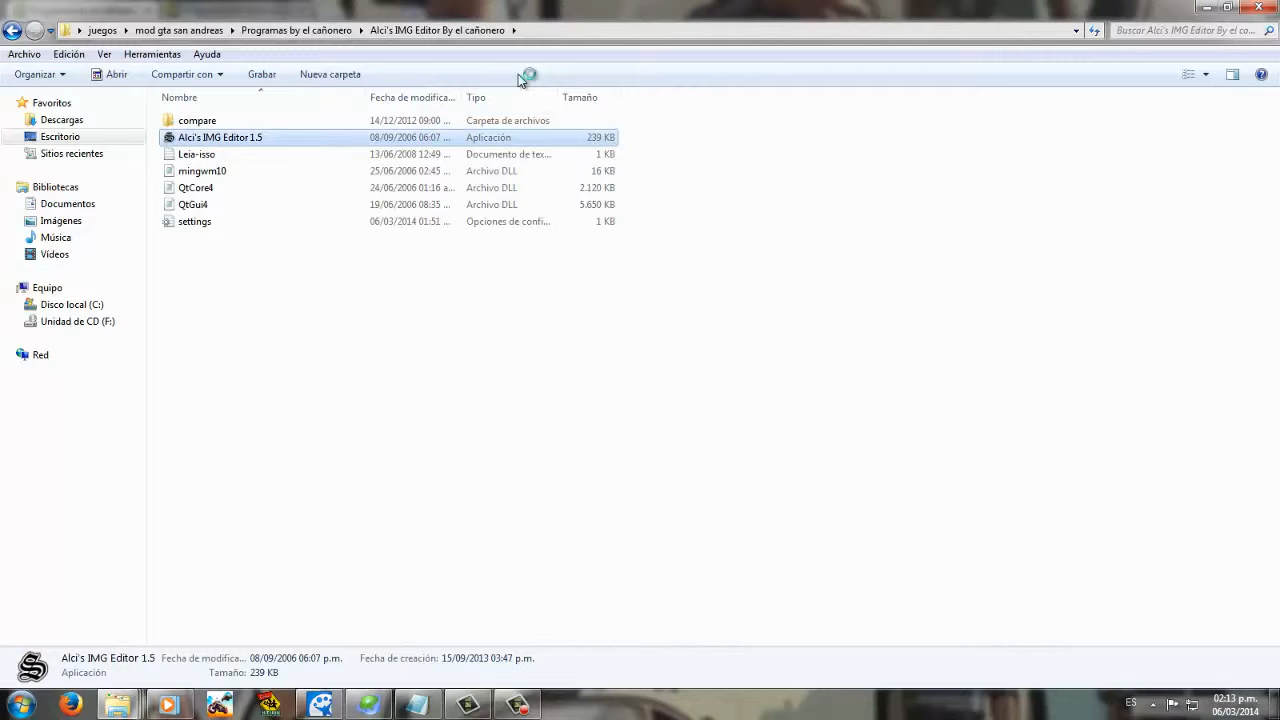 juegos mod gta san andreas Programas by el cañonero Alci's IMG Editor By el cañonero Buscar Alci's IMG Editor By el ca...
Archivo Edición Ver Herramientas Ayuda
Organizar Abrir Compartir con Grabar Nueva carpeta
Nombre Fecha de modifica... Tipo Tamaño
Favoritos
Descargas
Escritorio
Sitios recientes
Bibliotecas
Documentos
Imágenes
Música
Vídeos
Equipo
Disco local (C:)
Unidad de CD (F:)
Red
compare 14/12/2012 09:00 ... Carpeta de archivos
Alci's IMG Editor 1.5 08/09/2006 06:07 ... Aplicación 239 KB
Leia-isso 13/06/2008 12:49 ... Documento de tex... 1 KB
mingwm10 25/06/2006 02:45 ... Archivo DLL 16 KB
QtCore4 24/06/2006 01:16 a... Archivo DLL 2.120 KB
QtGui4 19/06/2006 08:35 ... Archivo DLL 5.650 KB
settings 06/03/2014 01:51 ... Opciones de confi... 1 KB
Alci's IMG Editor 1.5 Fecha de modifica... 08/09/2006 06:07 p.m. Fecha de creación: 15/09/2013 03:47 p.m.
Aplicación Tamaño: 239 KB
ES 02:13 p.m.
06/03/2014